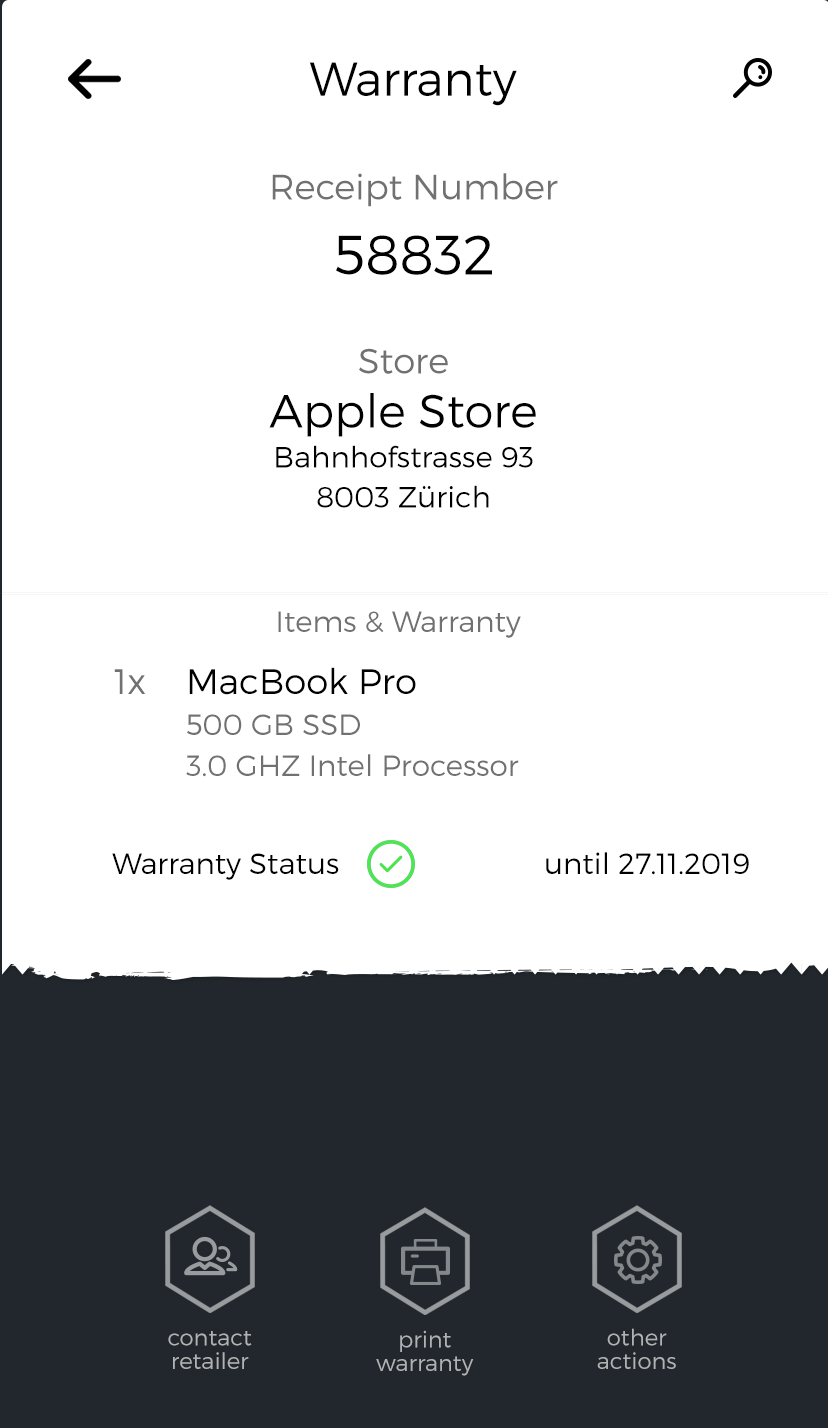 Warranty
Receipt Number
58832
Store
Apple Store
Bahnhofstrasse 93
8003 Zürich
Items & Warranty
1x MacBook Pro
500 GB SSD
3.0 GHZ Intel Processor
Warranty Status until 27.11.2019
contact
retailer
print
warranty
other
actions